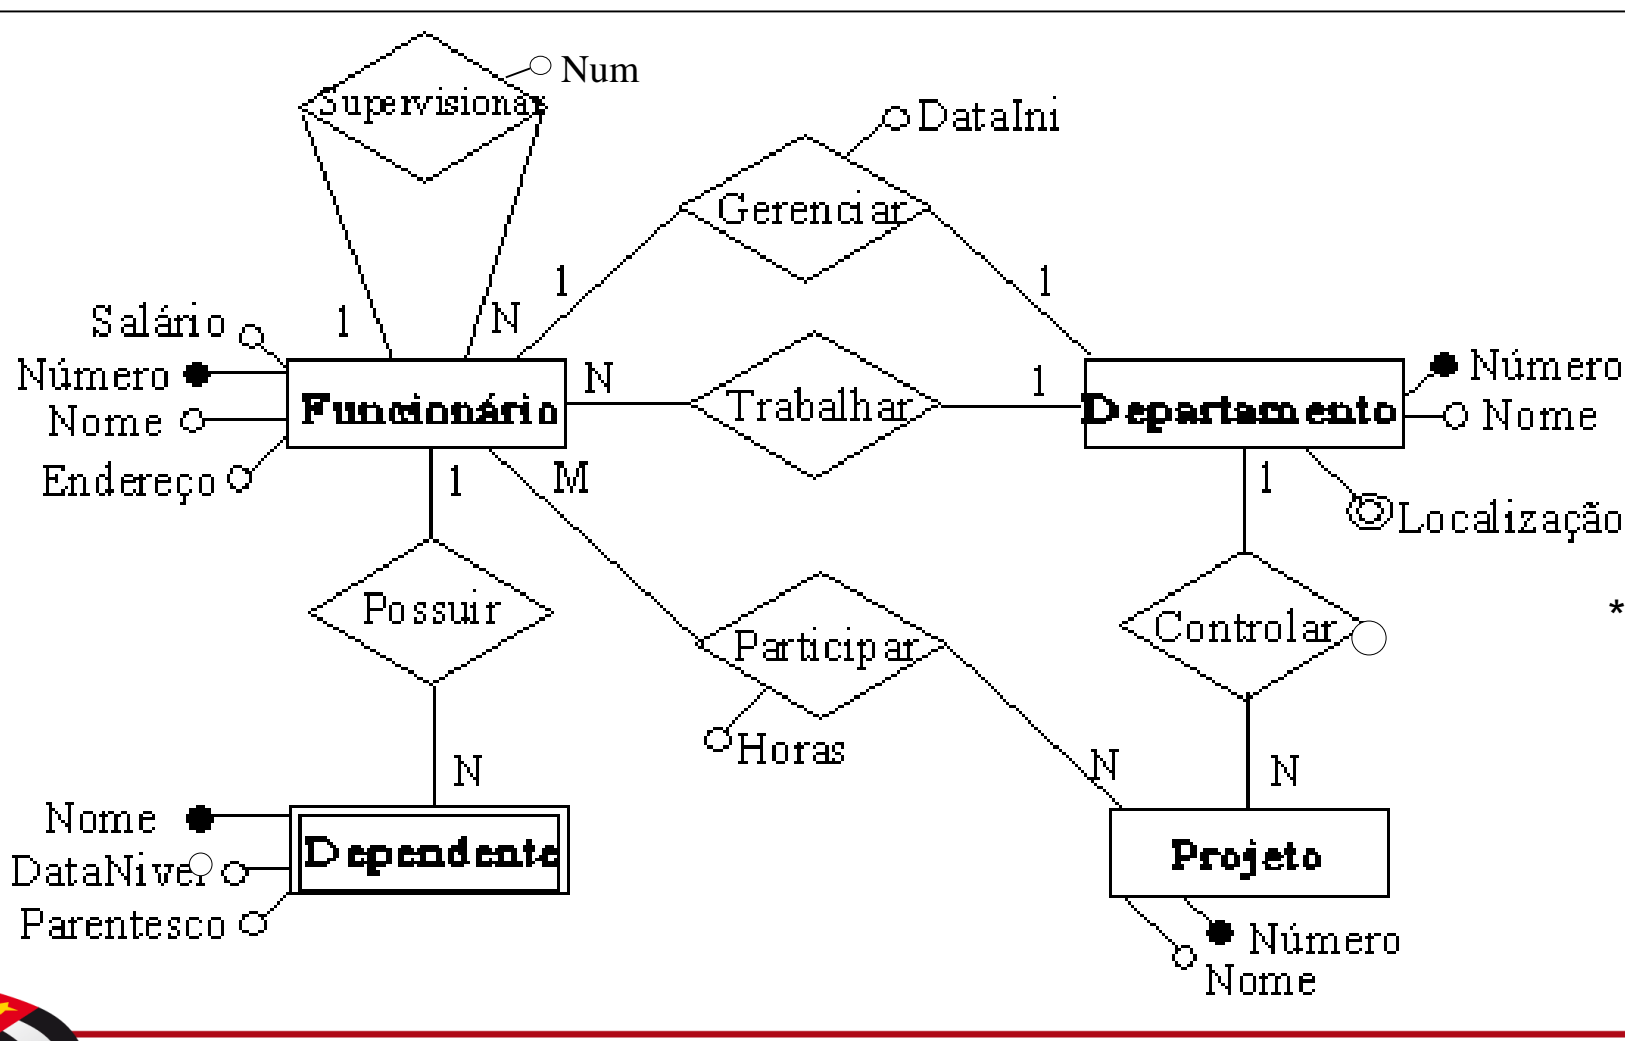 Num
Supervisionar
DataIni
Gerenciar
1
1
Salário
1
N
Número
Funcionário
N
Trabalhar
1
Departamento
Número
Nome
Nome
Endereço
1
M
1
Localização
Possuir
Participar
Controlar
*
Horas
N
N
N
Nome
Dependente
DataNiver
Parentesco
Projeto
Número
Nome